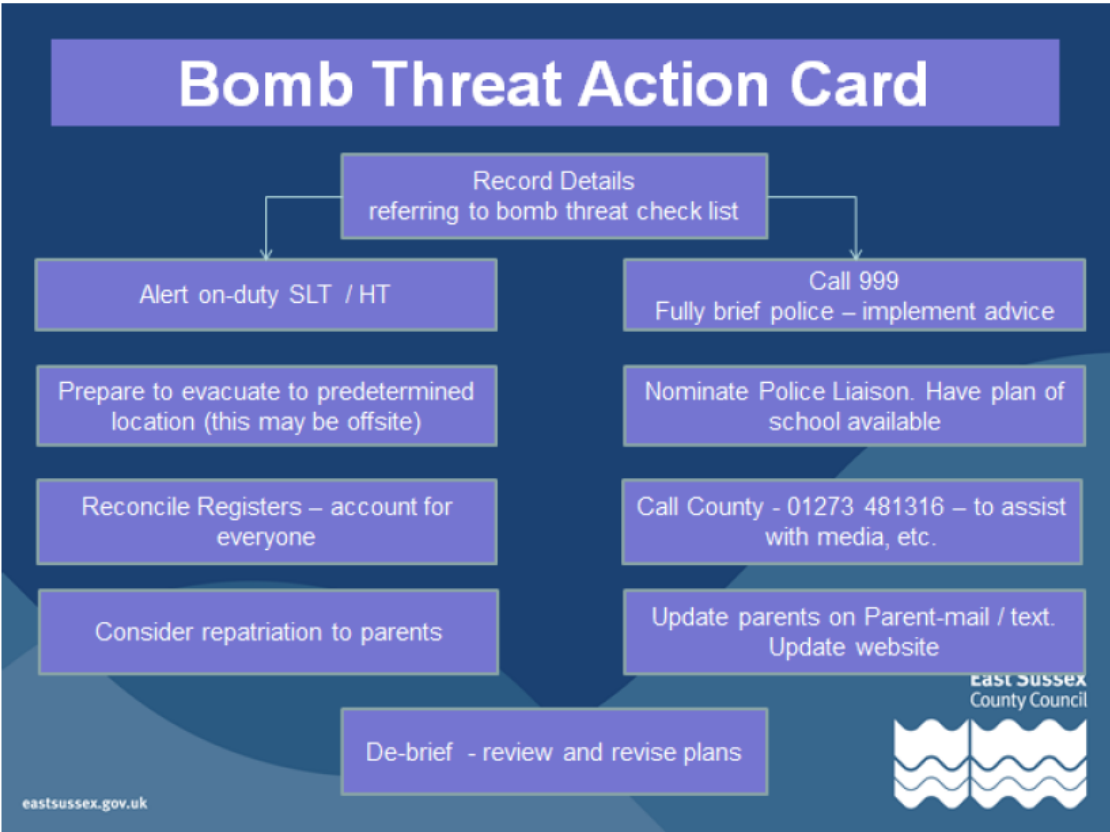 Bomb Threat Action Card
Record Details
referring to bomb threat check list
Alert on-duty SLT / HT
Call 999
Fully brief police – implement advice
Prepare to evacuate to predetermined
location (this may be offsite)
Nominate Police Liaison. Have plan of
school available
Reconcile Registers – account for
everyone
Call County - 01273 481316 – to assist
with media, etc.
Consider repatriation to parents
Update parents on Parent-mail / text.
Update website
East Sussex
County Council
De-brief - review and revise plans
eastsussex.gov.uk